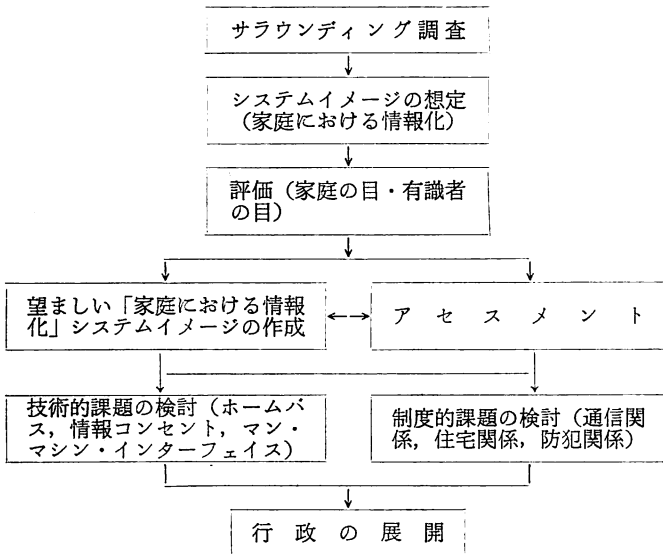 サラウンディング調査
システムイメージの想定
（家庭における情報化）
評価（家庭の目・有識者
の目）
望ましい「家庭における情報
化」システムイメージの作成
アセスメント
技術的課題の検討（ホームバ
ス，情報コンセント，マン・
マシン・インターフェイス）
制度的課題の検討（通信関
係，住宅関係，防犯関係）
行政の展開